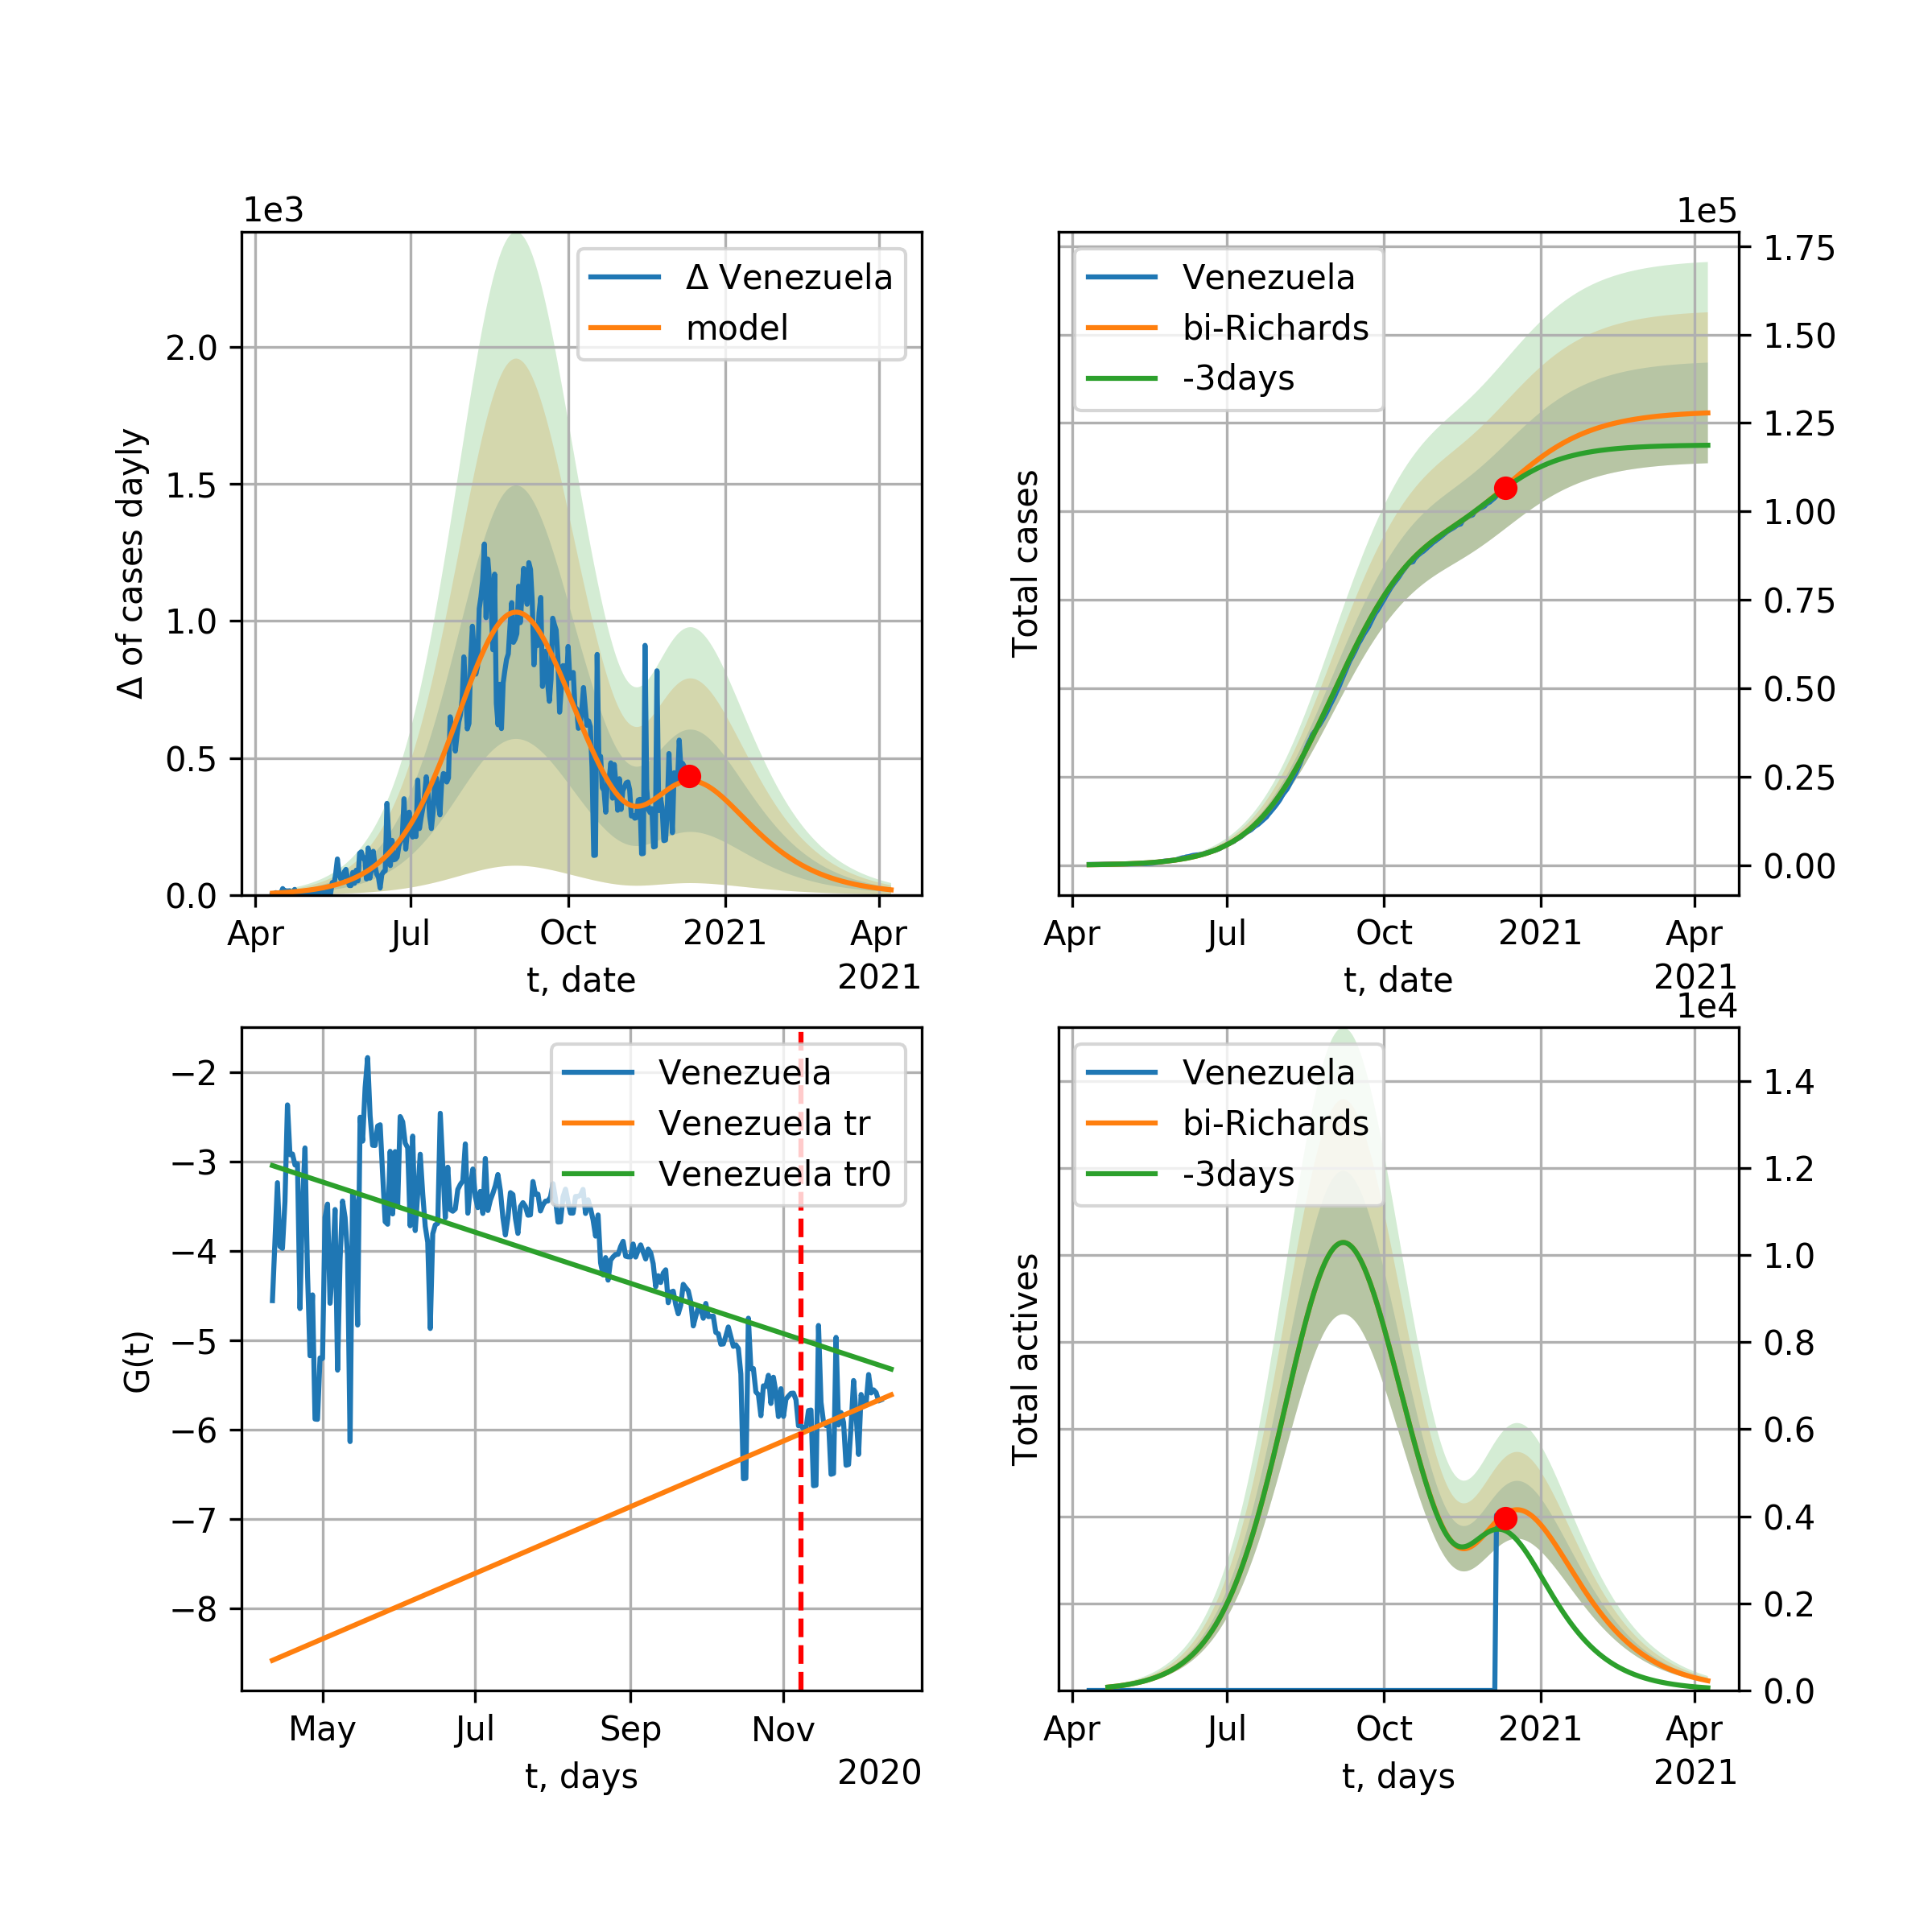 1e3
Δ Venezuela
model
2.0
1.5
1.0
0.5
0.0
Δ of cases dayly
Apr Jul Oct 2021 Apr
t, date
2021
1e5
Venezuela
bi-Richards
-3days
1.75
1.50
1.25
1.00
0.75
0.50
0.25
0.00
Total cases
Apr Jul Oct 2021 Apr
t, date
2021
Venezuela
Venezuela tr
Venezuela tr0
−2
−3
−4
−5
−6
−7
−8
G(t)
May Jul Sep Nov
t, days
2020
1e4
Venezuela
bi-Richards
-3days
1.4
1.2
1.0
0.8
0.6
0.4
0.2
0.0
Total actives
Apr Jul Oct 2021 Apr
t, days
2021